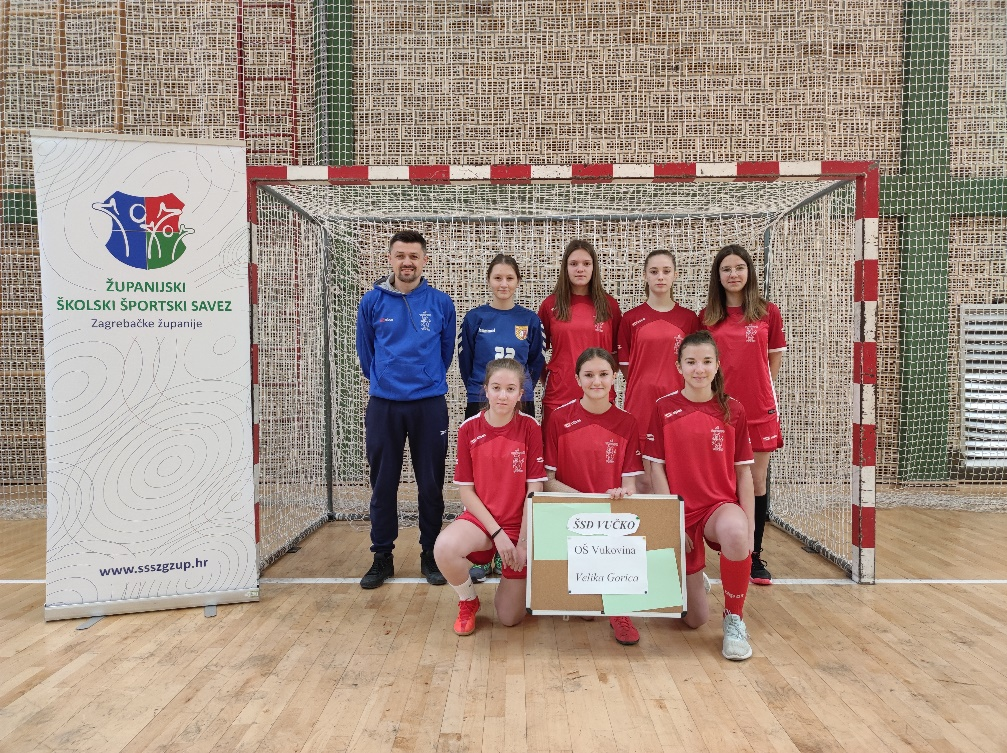 ŽUPANIJSKI
ŠKOLSKI ŠPORTSKI SAVEZ
Zagrebačke županije
www.ssszgzup.hr
22
ŠSD VUČKO
OŠ Vukovina
Velika Gorica